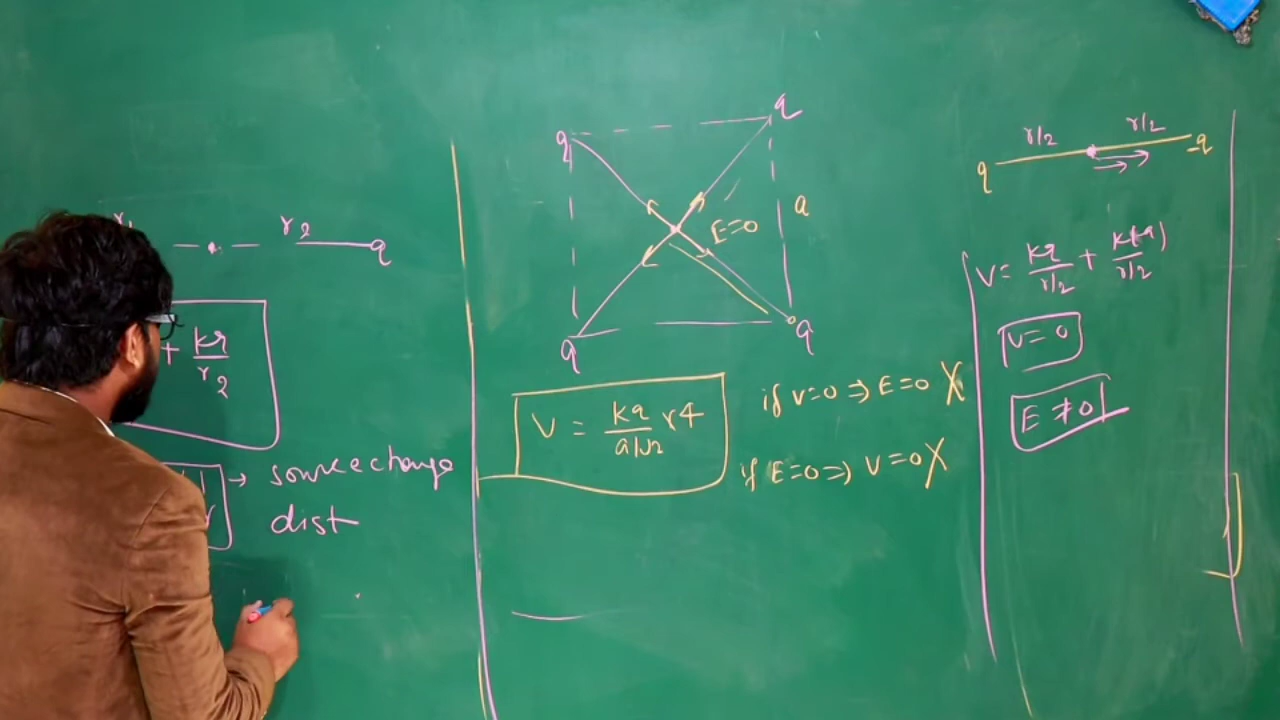 r₂
q
+ kq/r₂
→ source charge
dist
q q
E=0 a
q q
V = kq/(a/√2) x4
if v=0 ⇒ E=0 X
if E=0 ⇒ V=0 X
r/2 r/2
q -q
V = kq/(r/2) + k(-q)/(r/2)
V=0
E≠0